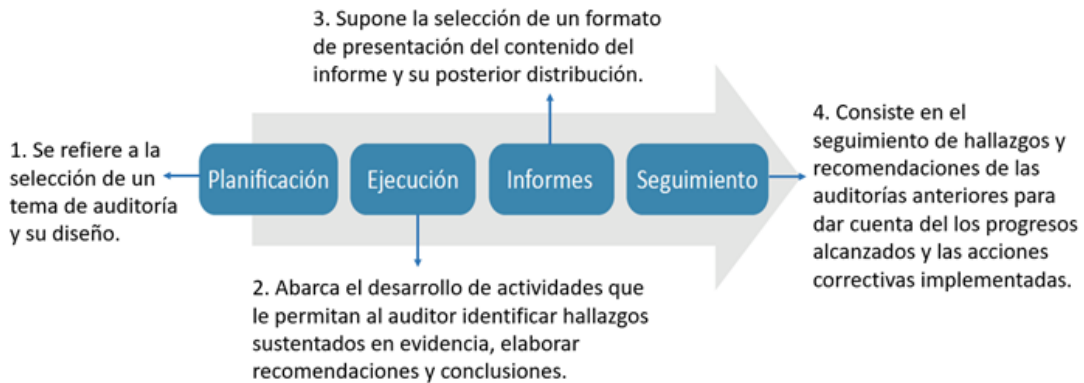 3. Supone la selección de un formato
de presentación del contenido del
informe y su posterior distribución.
1. Se refiere a la
selección de un
tema de auditoría
y su diseño.
Planificación
Ejecución
Informes
Seguimiento
4. Consiste en el
seguimiento de hallazgos y
recomendaciones de las
auditorías anteriores para
dar cuenta del los progresos
alcanzados y las acciones
correctivas implementadas.
2. Abarca el desarrollo de actividades que
le permitan al auditor identificar hallazgos
sustentados en evidencia, elaborar
recomendaciones y conclusiones.